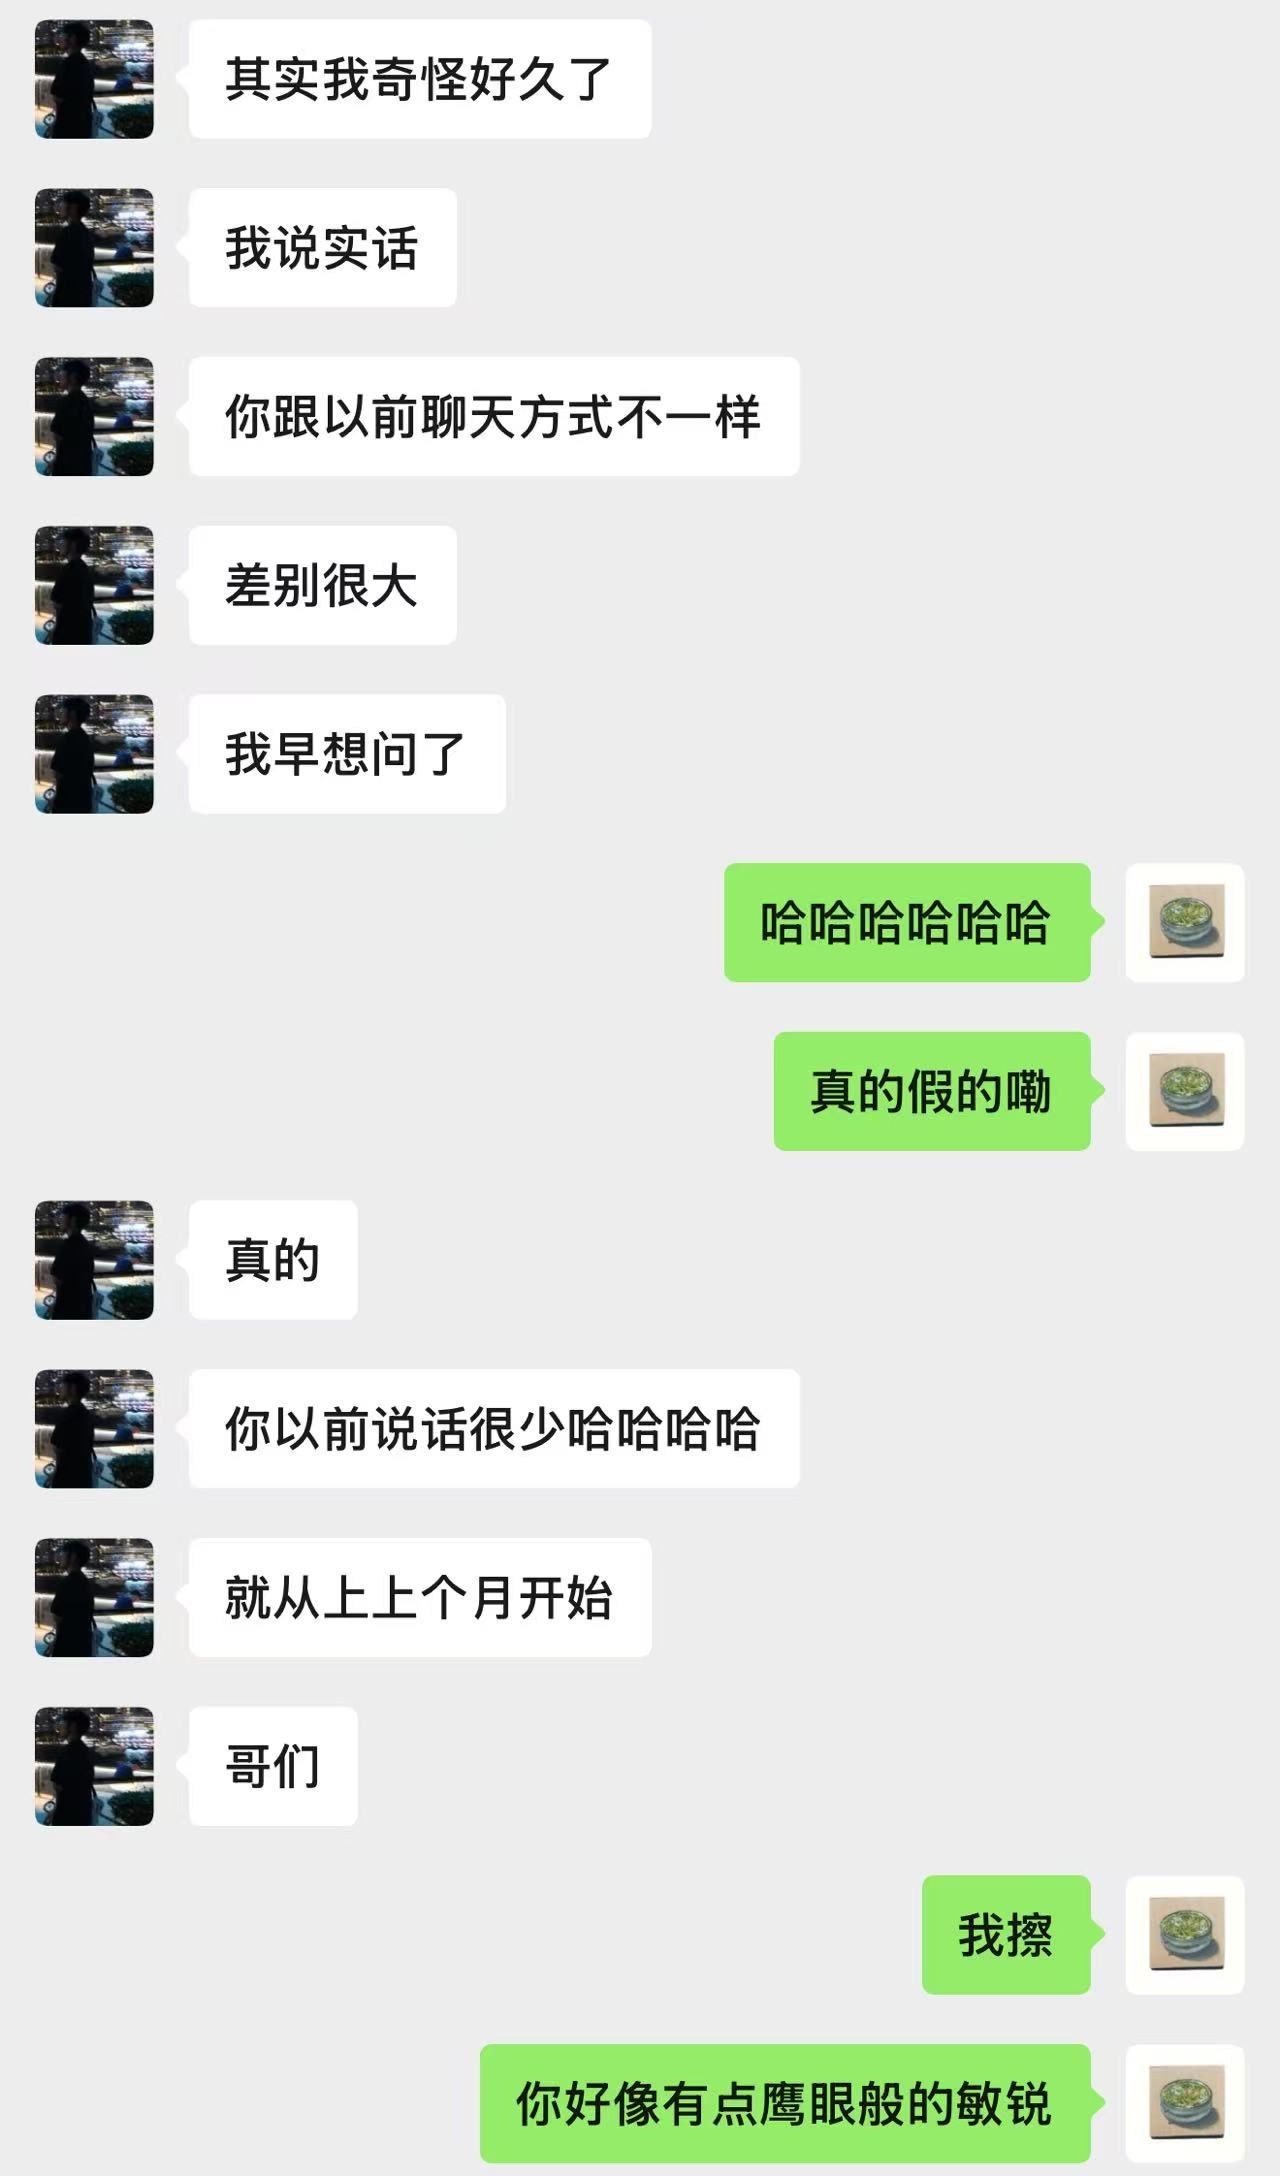 其实我奇怪好久了
我说实话
你跟以前聊天方式不一样
差别很大
我早想问了
哈哈哈哈哈哈
真的假的嘞
真的
你以前说话很少哈哈哈哈
就从上上个月开始
哥们
我擦
你好像有点鹰眼般的敏锐